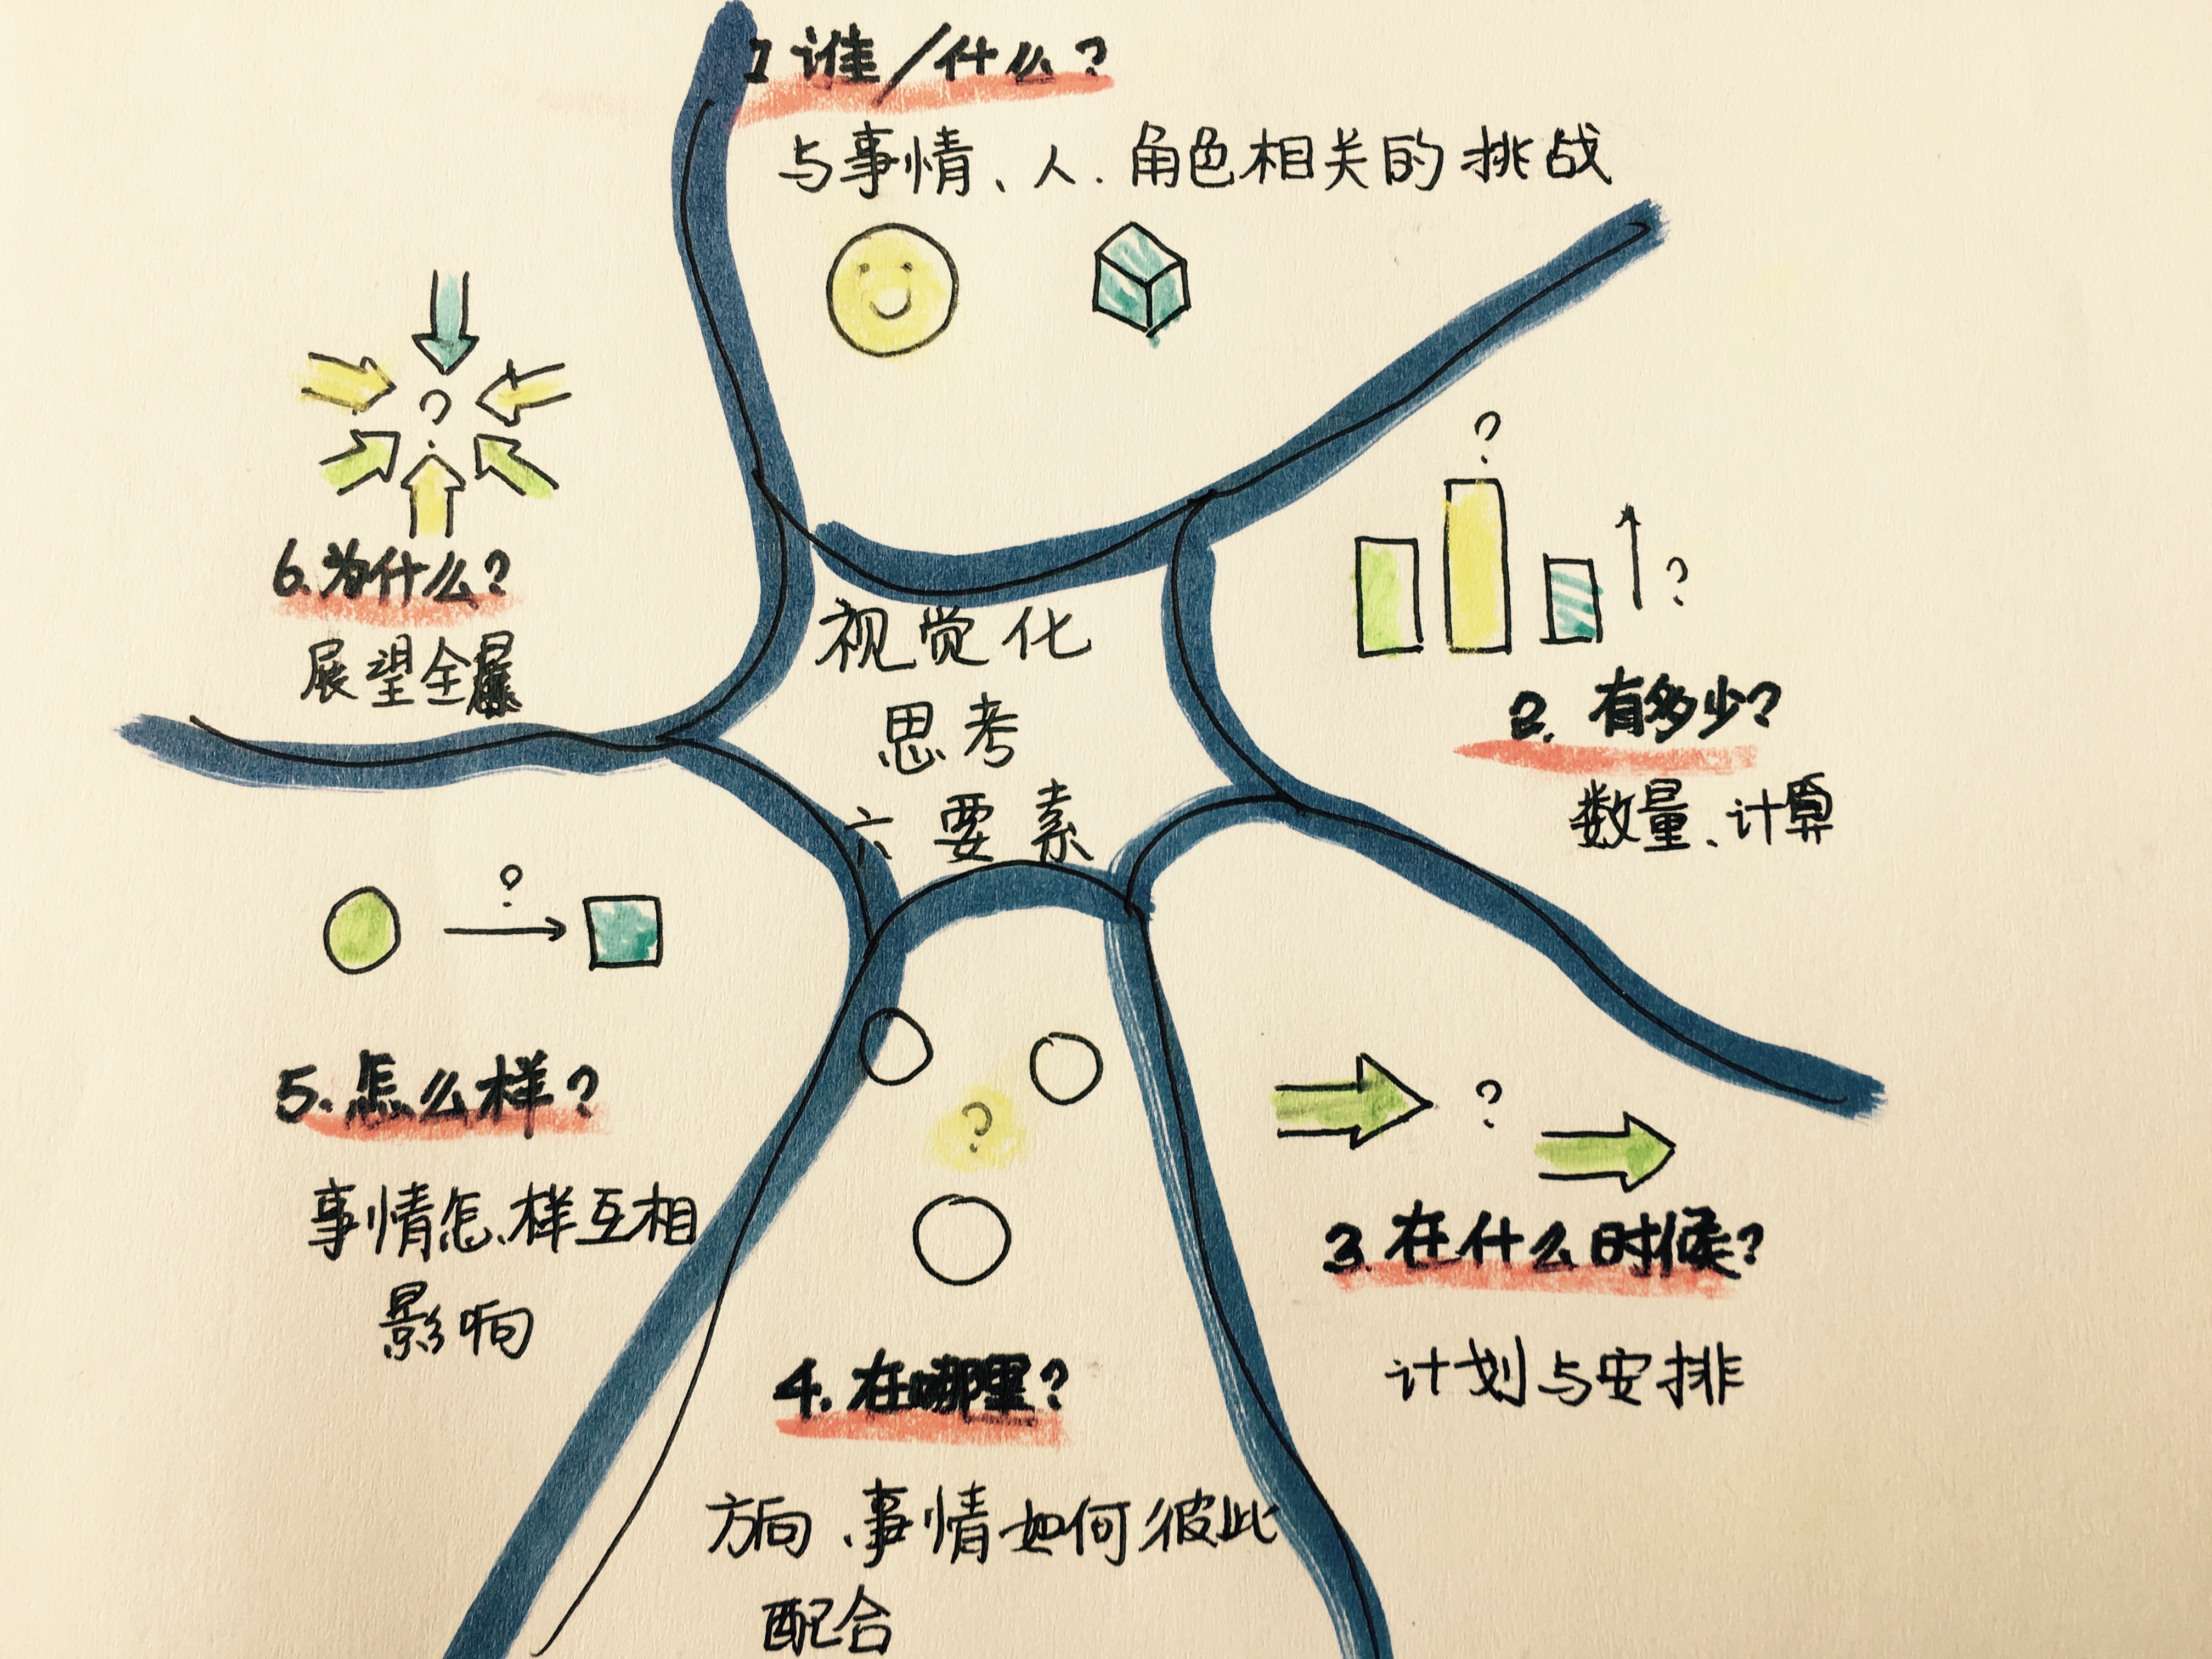 1 谁/什么?
与事情、人.角色相关的挑战
?
?
2. 有多少?
数量、计算
?
3. 在什么时候?
计划与安排
?
4. 在哪里?
方向、事情如何彼此
配合
?
5. 怎么样?
事情怎样互相
影响
?
6. 为什么?
展望全景
视觉化
思考
六要素